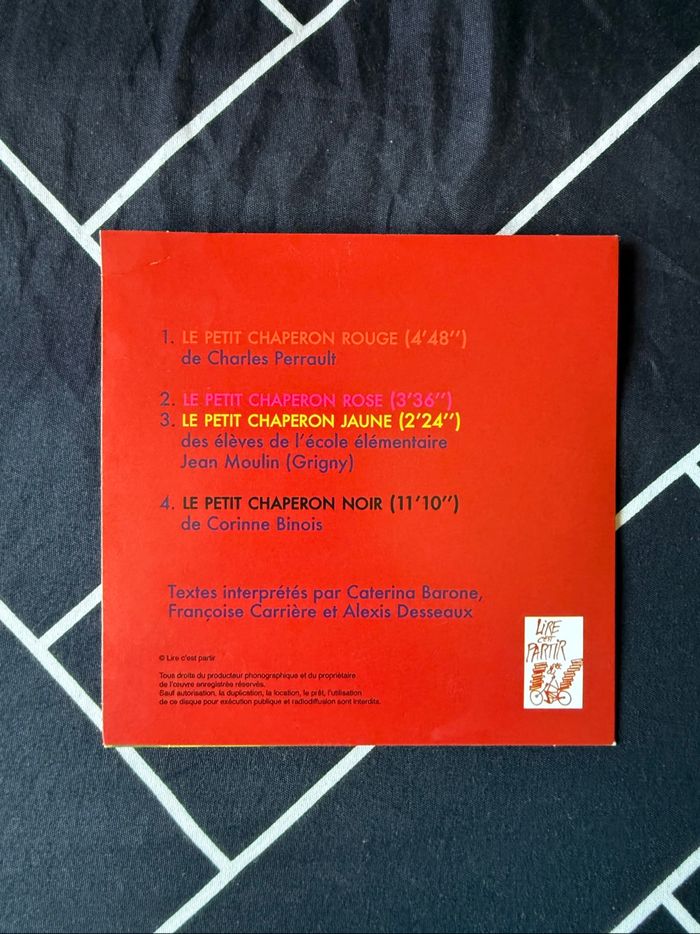 1. LE PETIT CHAPERON ROUGE (4'48'')
de Charles Perrault
2. LE PETIT CHAPERON ROSE (3'36'')
3. LE PETIT CHAPERON JAUNE (2'24'')
des élèves de l'école élémentaire
Jean Moulin (Grigny)
4. LE PETIT CHAPERON NOIR (11'10'')
de Corinne Binois
Textes interprétés par Caterina Barone,
Françoise Carrière et Alexis Desseaux
© Lire c'est partir
Tous droits du producteur phonographique et du propriétaire
de l'œuvre enregistrée réservés.
Sauf autorisation, la duplication, la location, le prêt, l'utilisation
de ce disque pour exécution publique et radiodiffusion sont interdits.
LIRE
C'EST
PARTIR